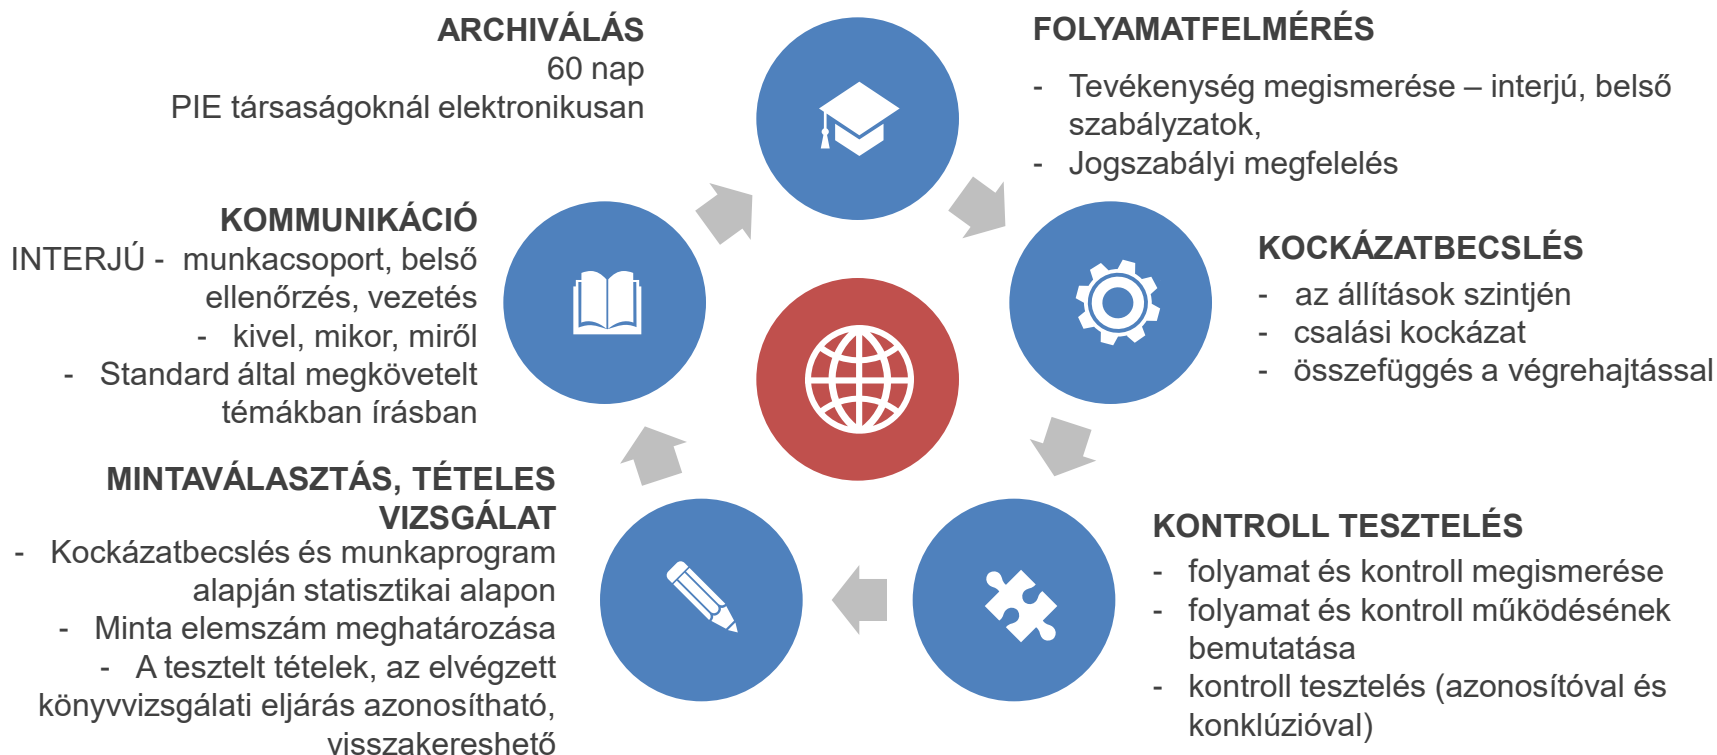 ARCHIVÁLÁS
60 nap
PIE társaságoknál elektronikusan
FOLYAMATFELMÉRÉS
- Tevékenység megismerése – interjú, belső
szabályzatok,
- Jogszabályi megfelelés
KOMMUNIKÁCIÓ
INTERJÚ - munkacsoport, belső
ellenőrzés, vezetés
- kivel, mikor, miről
- Standard által megkövetelt
témákban írásban
KOCKÁZATBECSLÉS
- az állítások szintjén
- csalási kockázat
- összefüggés a végrehajtással
MINTAVÁLASZTÁS, TÉTELES
VIZSGÁLAT
- Kockázatbecslés és munkaprogram
alapján statisztikai alapon
- Minta elemszám meghatározása
- A tesztelt tételek, az elvégzett
könyvvizsgálati eljárás azonosítható,
visszakereshető
KONTROLL TESZTELÉS
- folyamat és kontroll megismerése
- folyamat és kontroll működésének
bemutatása
- kontroll tesztelés (azonosítóval és
konklúzióval)